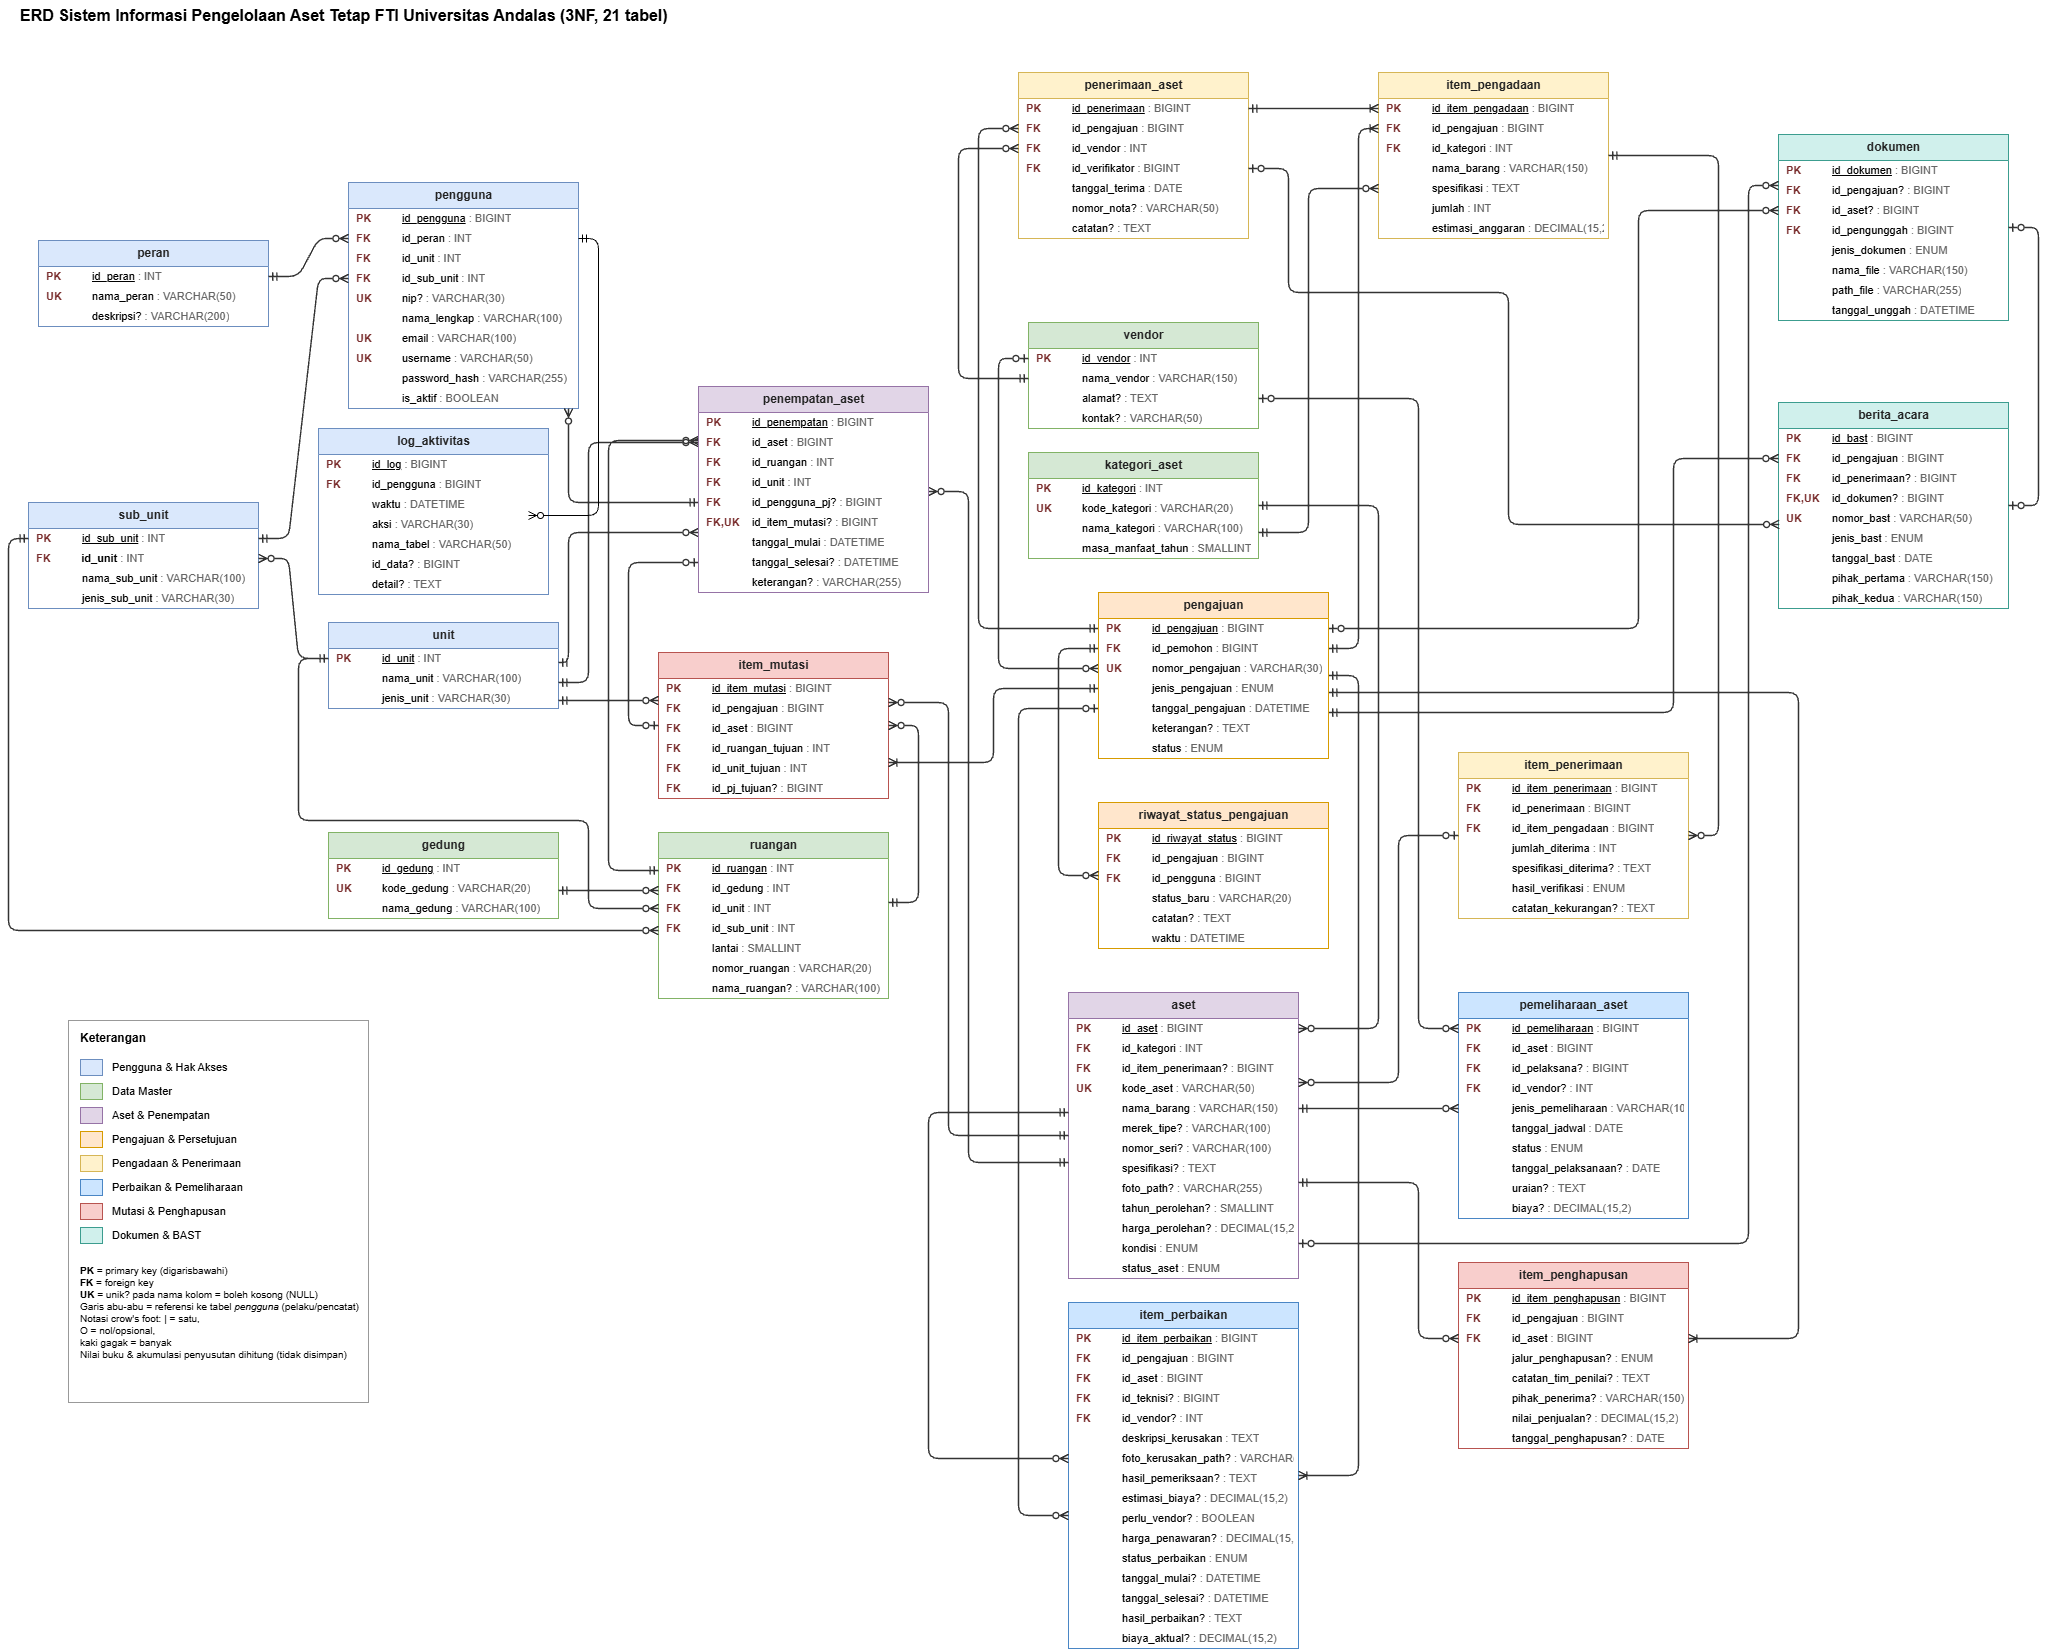 ERD Sistem Informasi Pengelolaan Aset Tetap FTI Universitas Andalas (3NF, 21 tabel)
peran
PK id_peran : INT
UK nama_peran : VARCHAR(50)
deskripsi? : VARCHAR(200)
pengguna
PK id_pengguna : BIGINT
FK id_peran : INT
FK id_unit : INT
FK id_sub_unit : INT
UK nip? : VARCHAR(30)
nama_lengkap : VARCHAR(100)
UK email : VARCHAR(100)
UK username : VARCHAR(50)
password_hash : VARCHAR(255)
is_aktif : BOOLEAN
log_aktivitas
PK id_log : BIGINT
FK id_pengguna : BIGINT
waktu : DATETIME
aksi : VARCHAR(30)
nama_tabel : VARCHAR(50)
id_data? : BIGINT
detail? : TEXT
sub_unit
PK id_sub_unit : INT
FK id_unit : INT
nama_sub_unit : VARCHAR(100)
jenis_sub_unit : VARCHAR(30)
unit
PK id_unit : INT
nama_unit : VARCHAR(100)
jenis_unit : VARCHAR(30)
gedung
PK id_gedung : INT
UK kode_gedung : VARCHAR(20)
nama_gedung : VARCHAR(100)
penempatan_aset
PK id_penempatan : BIGINT
FK id_aset : BIGINT
FK id_ruangan : INT
FK id_unit : INT
FK id_pengguna_pj? : BIGINT
FK,UK id_item_mutasi? : BIGINT
tanggal_mulai : DATETIME
tanggal_selesai? : DATETIME
keterangan? : VARCHAR(255)
item_mutasi
PK id_item_mutasi : BIGINT
FK id_pengajuan : BIGINT
FK id_aset : BIGINT
FK id_ruangan_tujuan : INT
FK id_unit_tujuan : INT
FK id_pj_tujuan? : BIGINT
ruangan
PK id_ruangan : INT
FK id_gedung : INT
FK id_unit : INT
FK id_sub_unit : INT
lantai : SMALLINT
nomor_ruangan : VARCHAR(20)
nama_ruangan? : VARCHAR(100)
penerimaan_aset
PK id_penerimaan : BIGINT
FK id_pengajuan : BIGINT
FK id_vendor : INT
FK id_verifikator : BIGINT
tanggal_terima : DATE
nomor_nota? : VARCHAR(50)
catatan? : TEXT
item_pengadaan
PK id_item_pengadaan : BIGINT
FK id_pengajuan : BIGINT
FK id_kategori : INT
nama_barang : VARCHAR(150)
spesifikasi : TEXT
jumlah : INT
estimasi_anggaran : DECIMAL(15,
dokumen
PK id_dokumen : BIGINT
FK id_pengajuan? : BIGINT
FK id_aset? : BIGINT
FK id_pengunggah : BIGINT
jenis_dokumen : ENUM
nama_file : VARCHAR(150)
path_file : VARCHAR(255)
tanggal_unggah : DATETIME
vendor
PK id_vendor : INT
nama_vendor : VARCHAR(150)
alamat? : TEXT
kontak? : VARCHAR(50)
kategori_aset
PK id_kategori : INT
UK kode_kategori : VARCHAR(20)
nama_kategori : VARCHAR(100)
masa_manfaat_tahun : SMALLINT
berita_acara
PK id_bast : BIGINT
FK id_pengajuan : BIGINT
FK id_penerimaan? : BIGINT
FK,UK id_dokumen? : BIGINT
UK nomor_bast : VARCHAR(50)
jenis_bast : ENUM
tanggal_bast : DATE
pihak_pertama : VARCHAR(150)
pihak_kedua : VARCHAR(150)
pengajuan
PK id_pengajuan : BIGINT
FK id_pemohon : BIGINT
UK nomor_pengajuan : VARCHAR(30)
jenis_pengajuan : ENUM
tanggal_pengajuan : DATETIME
keterangan? : TEXT
status : ENUM
riwayat_status_pengajuan
PK id_riwayat_status : BIGINT
FK id_pengajuan : BIGINT
FK id_pengguna : BIGINT
status_baru : VARCHAR(20)
catatan? : TEXT
waktu : DATETIME
item_penerimaan
PK id_item_penerimaan : BIGINT
FK id_penerimaan : BIGINT
FK id_item_pengadaan : BIGINT
jumlah_diterima : INT
spesifikasi_diterima? : TEXT
hasil_verifikasi : ENUM
catatan_kekurangan? : TEXT
aset
PK id_aset : BIGINT
FK id_kategori : INT
FK id_item_penerimaan? : BIGINT
UK kode_aset : VARCHAR(50)
nama_barang : VARCHAR(150)
merek_tipe? : VARCHAR(100)
nomor_seri? : VARCHAR(100)
spesifikasi? : TEXT
foto_path? : VARCHAR(255)
tahun_perolehan? : SMALLINT
harga_perolehan? : DECIMAL(15,2
kondisi : ENUM
status_aset : ENUM
pemeliharaan_aset
PK id_pemeliharaan : BIGINT
FK id_aset : BIGINT
FK id_pelaksana? : BIGINT
FK id_vendor? : INT
jenis_pemeliharaan : VARCHAR(10
tanggal_jadwal : DATE
status : ENUM
tanggal_pelaksanaan? : DATE
uraian? : TEXT
biaya? : DECIMAL(15,2)
item_penghapusan
PK id_item_penghapusan : BIGINT
FK id_pengajuan : BIGINT
FK id_aset : BIGINT
jalur_penghapusan? : ENUM
catatan_tim_penilai? : TEXT
pihak_penerima? : VARCHAR(150)
nilai_penjualan? : DECIMAL(15,2)
tanggal_penghapusan? : DATE
item_perbaikan
PK id_item_perbaikan : BIGINT
FK id_pengajuan : BIGINT
FK id_aset : BIGINT
FK id_teknisi? : BIGINT
FK id_vendor? : INT
deskripsi_kerusakan : TEXT
foto_kerusakan_path? : VARCHAR
hasil_pemeriksaan? : TEXT
estimasi_biaya? : DECIMAL(15,2)
perlu_vendor? : BOOLEAN
harga_penawaran? : DECIMAL(15,
status_perbaikan : ENUM
tanggal_mulai? : DATETIME
tanggal_selesai? : DATETIME
hasil_perbaikan? : TEXT
biaya_aktual? : DECIMAL(15,2)
Keterangan
Pengguna & Hak Akses
Data Master
Aset & Penempatan
Pengajuan & Persetujuan
Pengadaan & Penerimaan
Perbaikan & Pemeliharaan
Mutasi & Penghapusan
Dokumen & BAST
PK = primary key (digarisbawahi)
FK = foreign key
UK = unik? pada nama kolom = boleh kosong (NULL)
Garis abu-abu = referensi ke tabel pengguna (pelaku/pencatat)
Notasi crow's foot: | = satu,
O = nol/opsional,
kaki gagak = banyak
Nilai buku & akumulasi penyusutan dihitung (tidak disimpan)